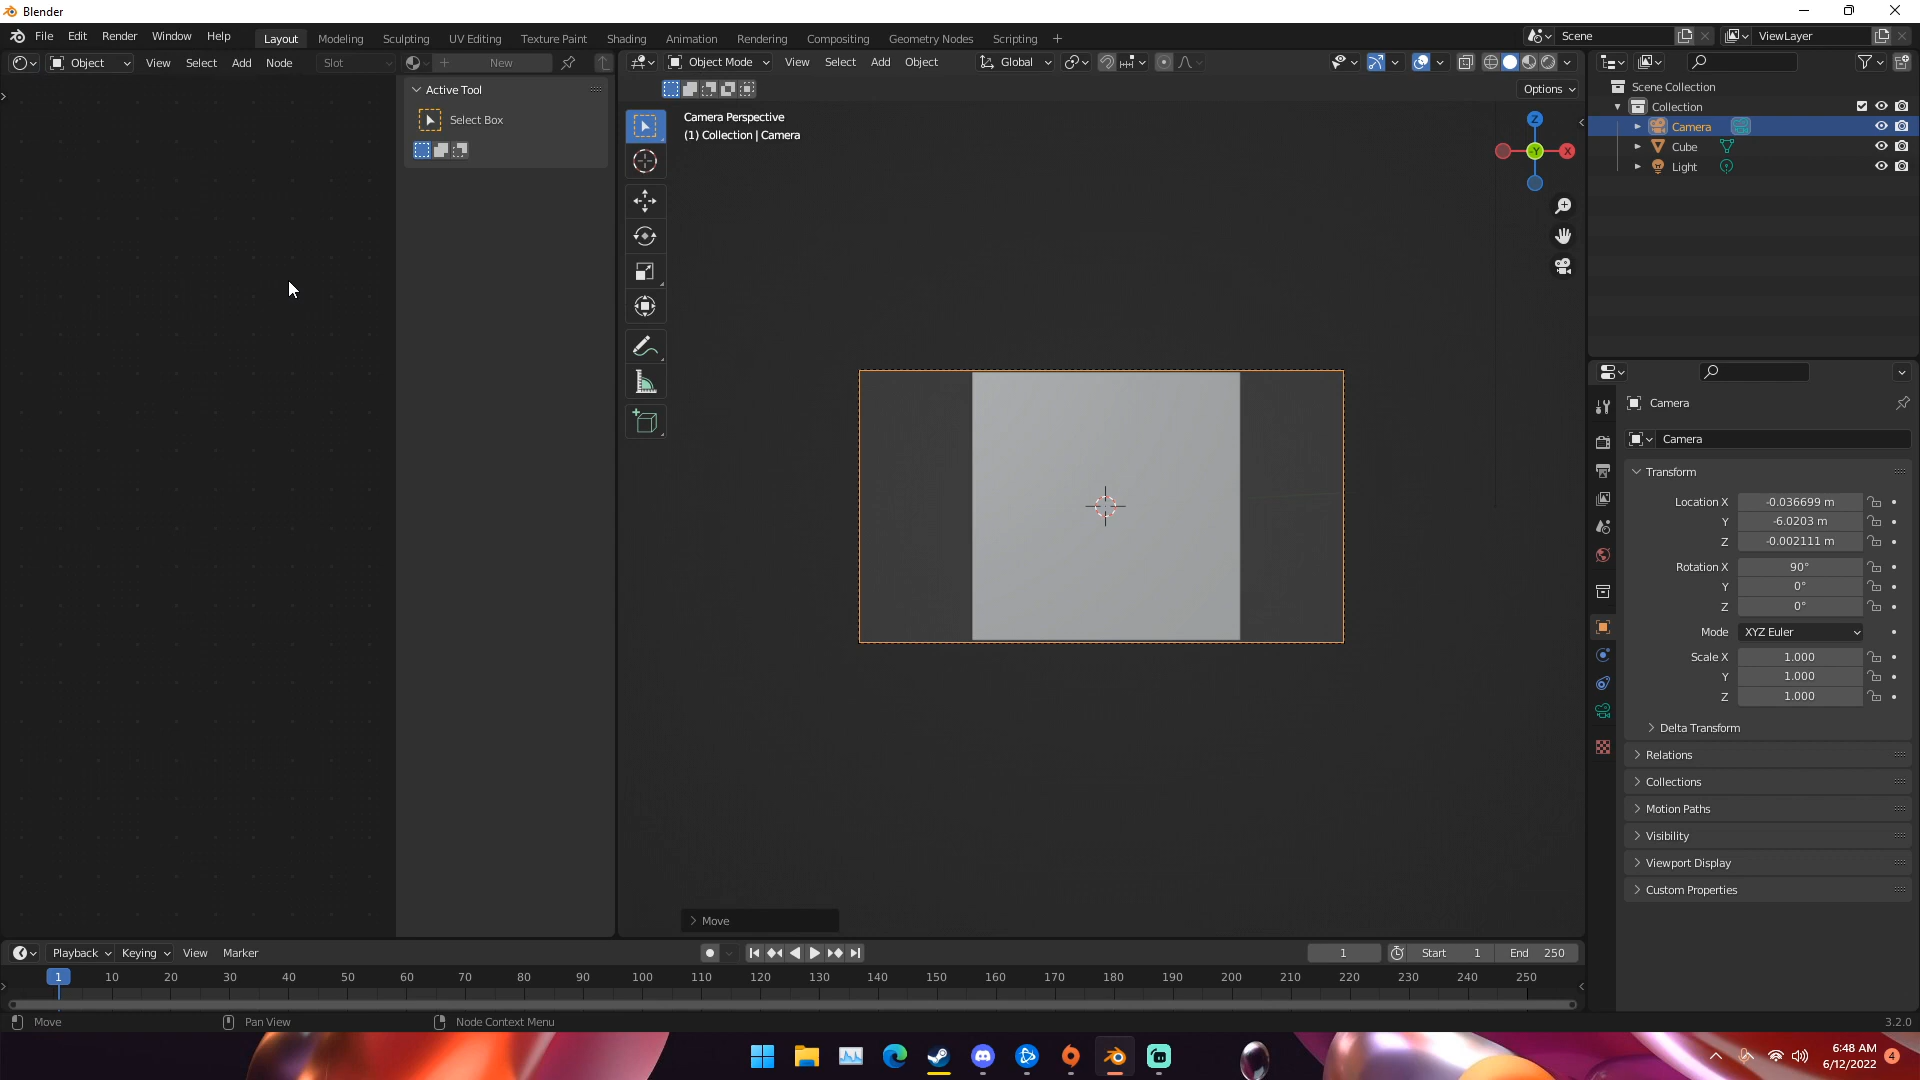 Blender
File Edit Render Window Help
Layout Modeling Sculpting UV Editing Texture Paint Shading Animation Rendering Compositing Geometry Nodes Scripting +
Scene
ViewLayer
Object View Select Add Node Slot New
Object Mode View Select Add Object Global
Options
Active Tool
Select Box
Camera Perspective
(1) Collection | Camera
Z
-Y
X
Scene Collection
Collection
Camera
Cube
Light
Camera
Camera
Transform
Location X -0.036699 m
Y -6.0203 m
Z -0.002111 m
Rotation X 90°
Y 0°
Z 0°
Mode XYZ Euler
Scale X 1.000
Y 1.000
Z 1.000
Delta Transform
Relations
Collections
Motion Paths
Visibility
Viewport Display
Custom Properties
Move
Playback Keying View Marker
1 Start 1 End 250
1 10 20 30 40 50 60 70 80 90 100 110 120 130 140 150 160 170 180 190 200 210 220 230 240 250
Move Pan View Node Context Menu 3.2.0
6:48 AM
6/12/2022
4